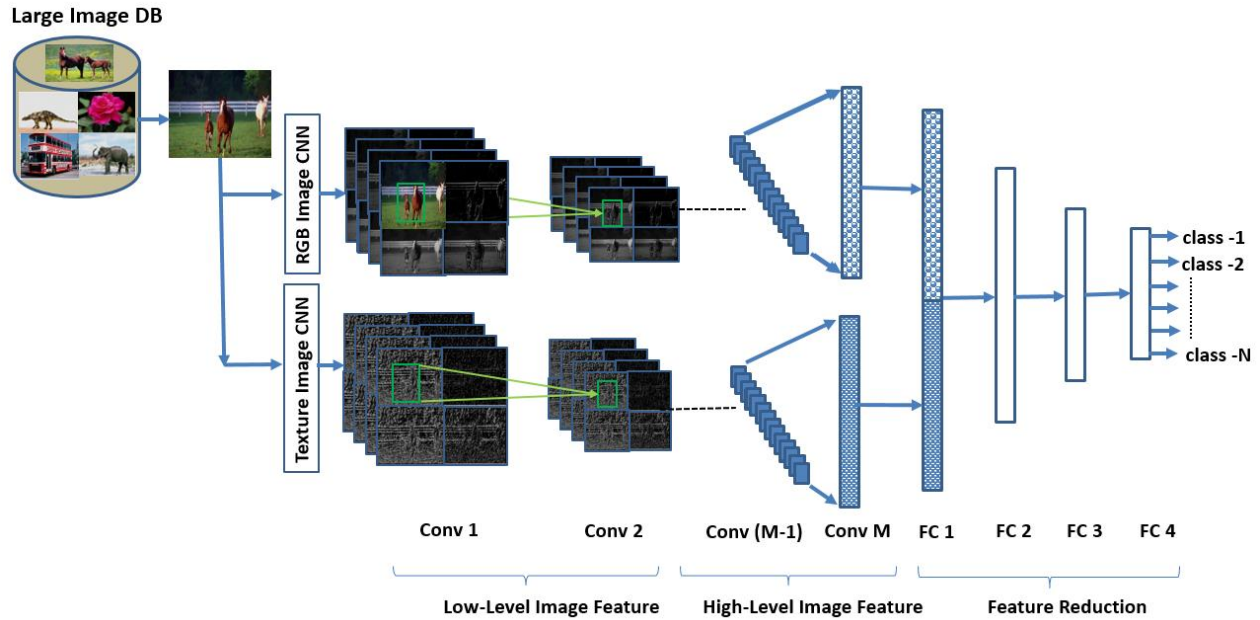 Large Image DB
RGB Image CNN
Texture Image CNN
class -1
class -2
class -N
Conv 1
Conv 2
Conv (M-1)
Conv M
FC 1
FC 2
FC 3
FC 4
Low-Level Image Feature
High-Level Image Feature
Feature Reduction